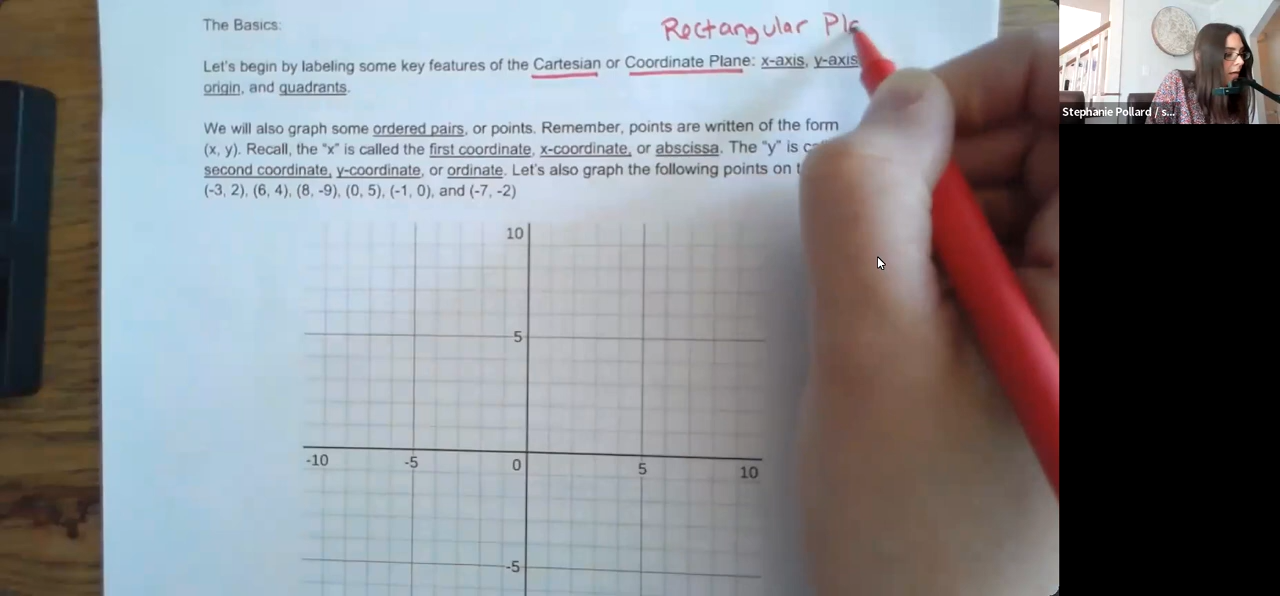 The Basics:
Rectangular Pla
Let's begin by labeling some key features of the Cartesian or Coordinate Plane: x-axis, y-axis
origin, and quadrants.
We will also graph some ordered pairs, or points. Remember, points are written of the form
(x, y). Recall, the "x" is called the first coordinate, x-coordinate, or abscissa. The "y" is
second coordinate, y-coordinate, or ordinate. Let's also graph the following points on
(-3, 2), (6, 4), (8, -9), (0, 5), (-1, 0), and (-7, -2)
10
5
-10 -5 0 5 10
-5
Stephanie Pollard / s...